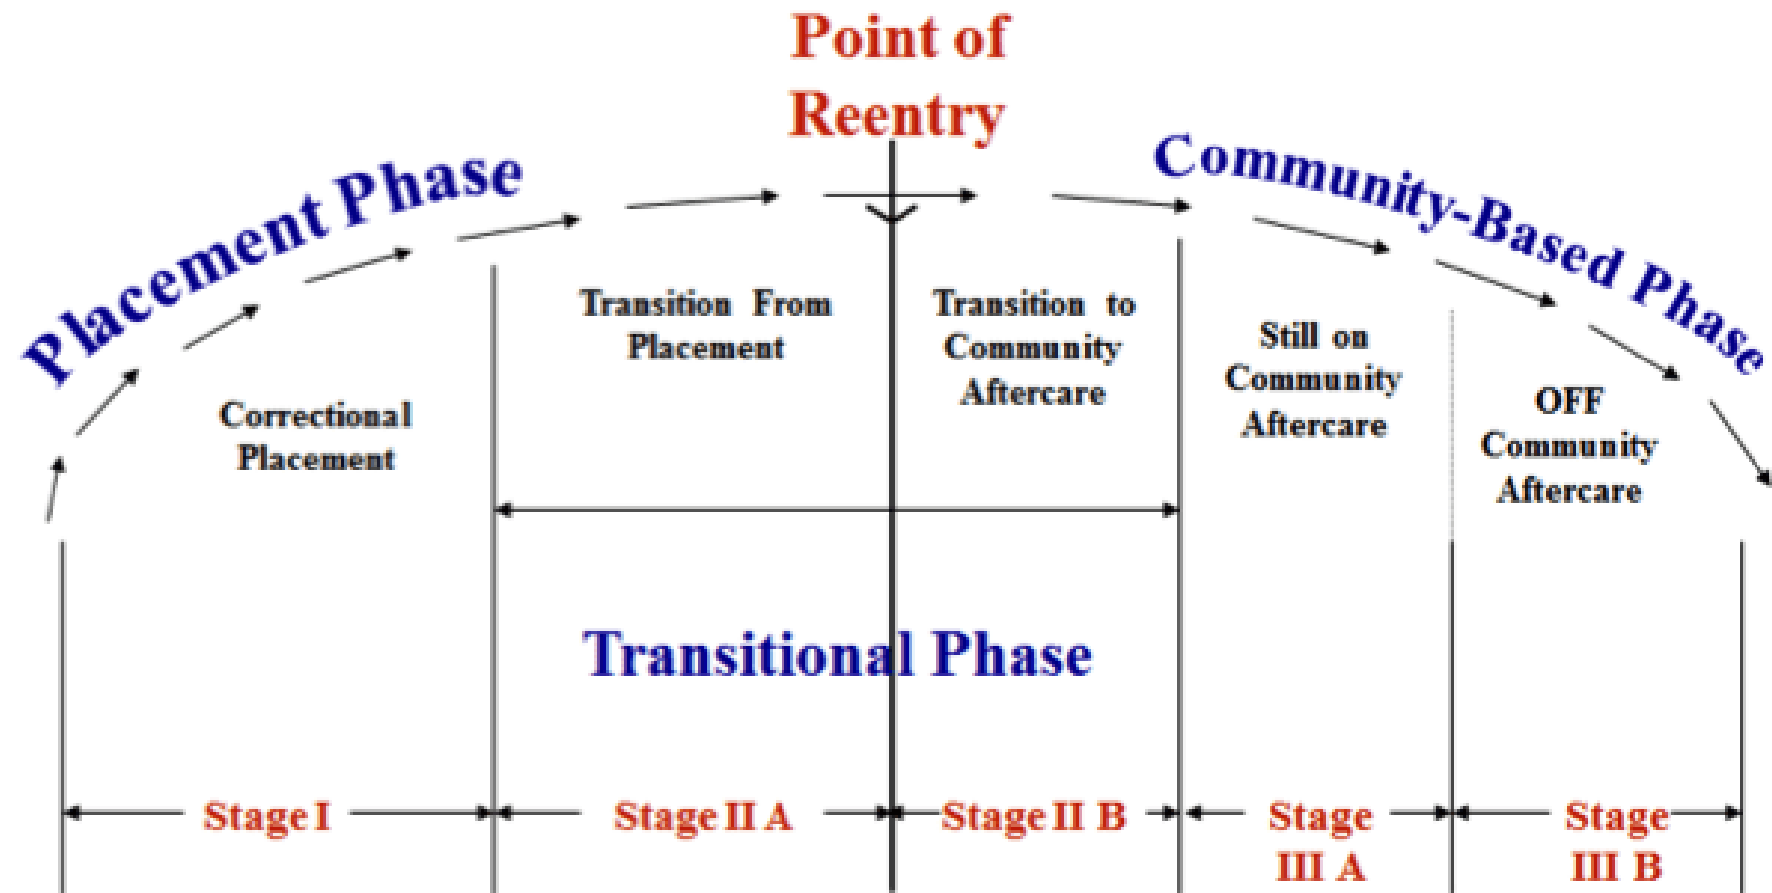 Point of
Reentry
Placement Phase
Community-Based Phase
Correctional
Placement
Transition From
Placement
Transition to
Community
Aftercare
Still on
Community
Aftercare
OFF
Community
Aftercare
Transitional Phase
Stage I
Stage II A
Stage II B
Stage
III A
Stage
III B